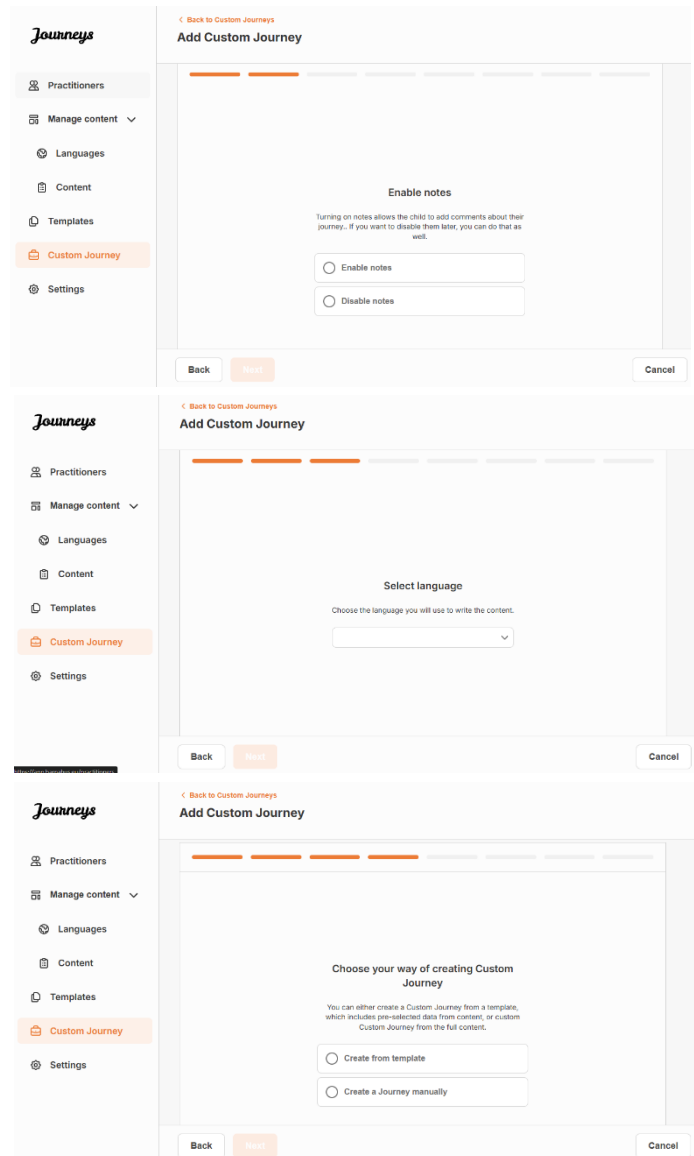 Journeys
< Back to Custom Journeys
Add Custom Journey
Practitioners
Manage content
Languages
Content
Templates
Custom Journey
Settings
Enable notes
Turning on notes allows the child to add comments about their
journey.. If you want to disable them later, you can do that as
well.
Enable notes
Disable notes
Back
Next
Cancel
Journeys
< Back to Custom Journeys
Add Custom Journey
Practitioners
Manage content
Languages
Content
Templates
Custom Journey
Settings
Select language
Choose the language you will use to write the content.
Back
Next
Cancel
Journeys
< Back to Custom Journeys
Add Custom Journey
Practitioners
Manage content
Languages
Content
Templates
Custom Journey
Settings
Choose your way of creating Custom
Journey
You can either create a Custom Journey from a template,
which includes pre-selected data from content, or custom
Custom Journey from the full content.
Create from template
Create a Journey manually
Back
Next
Cancel